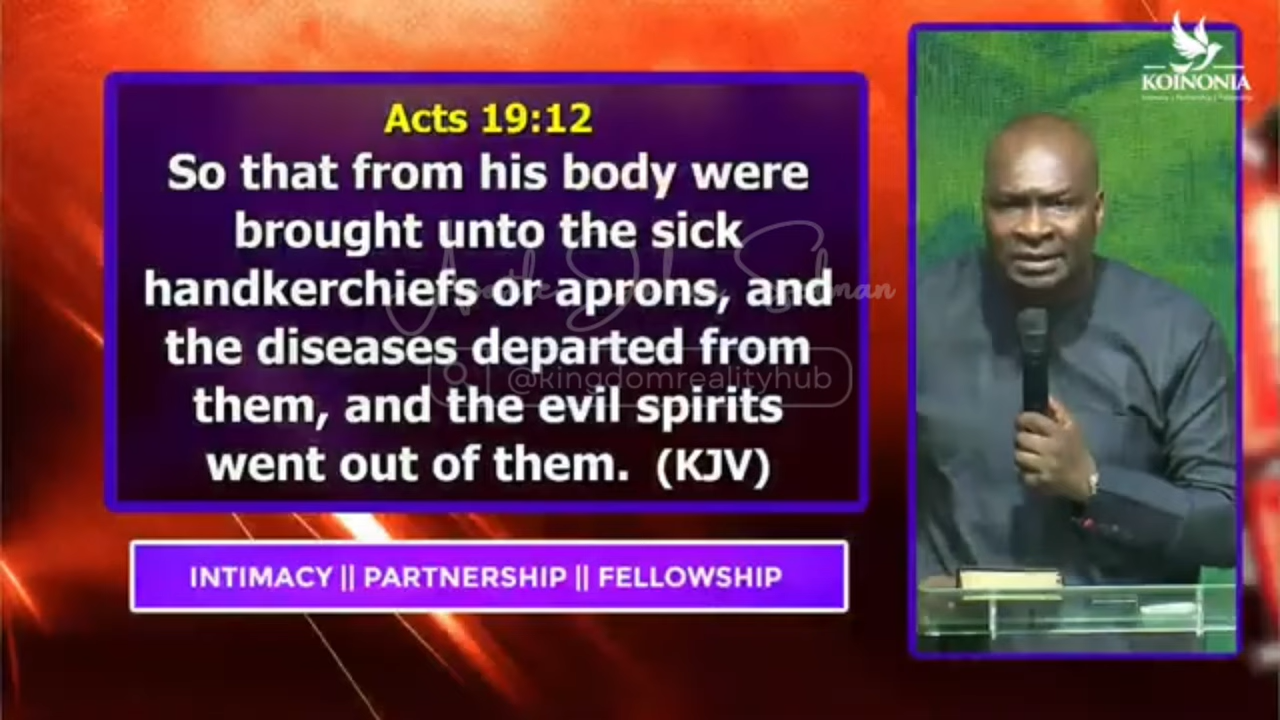 KOINONIA
Acts 19:12
So that from his body were
brought unto the sick
handkerchiefs or aprons, and
the diseases departed from
them, and the evil spirits
went out of them. (KJV)
@kingdomrealityhub
INTIMACY || PARTNERSHIP || FELLOWSHIP